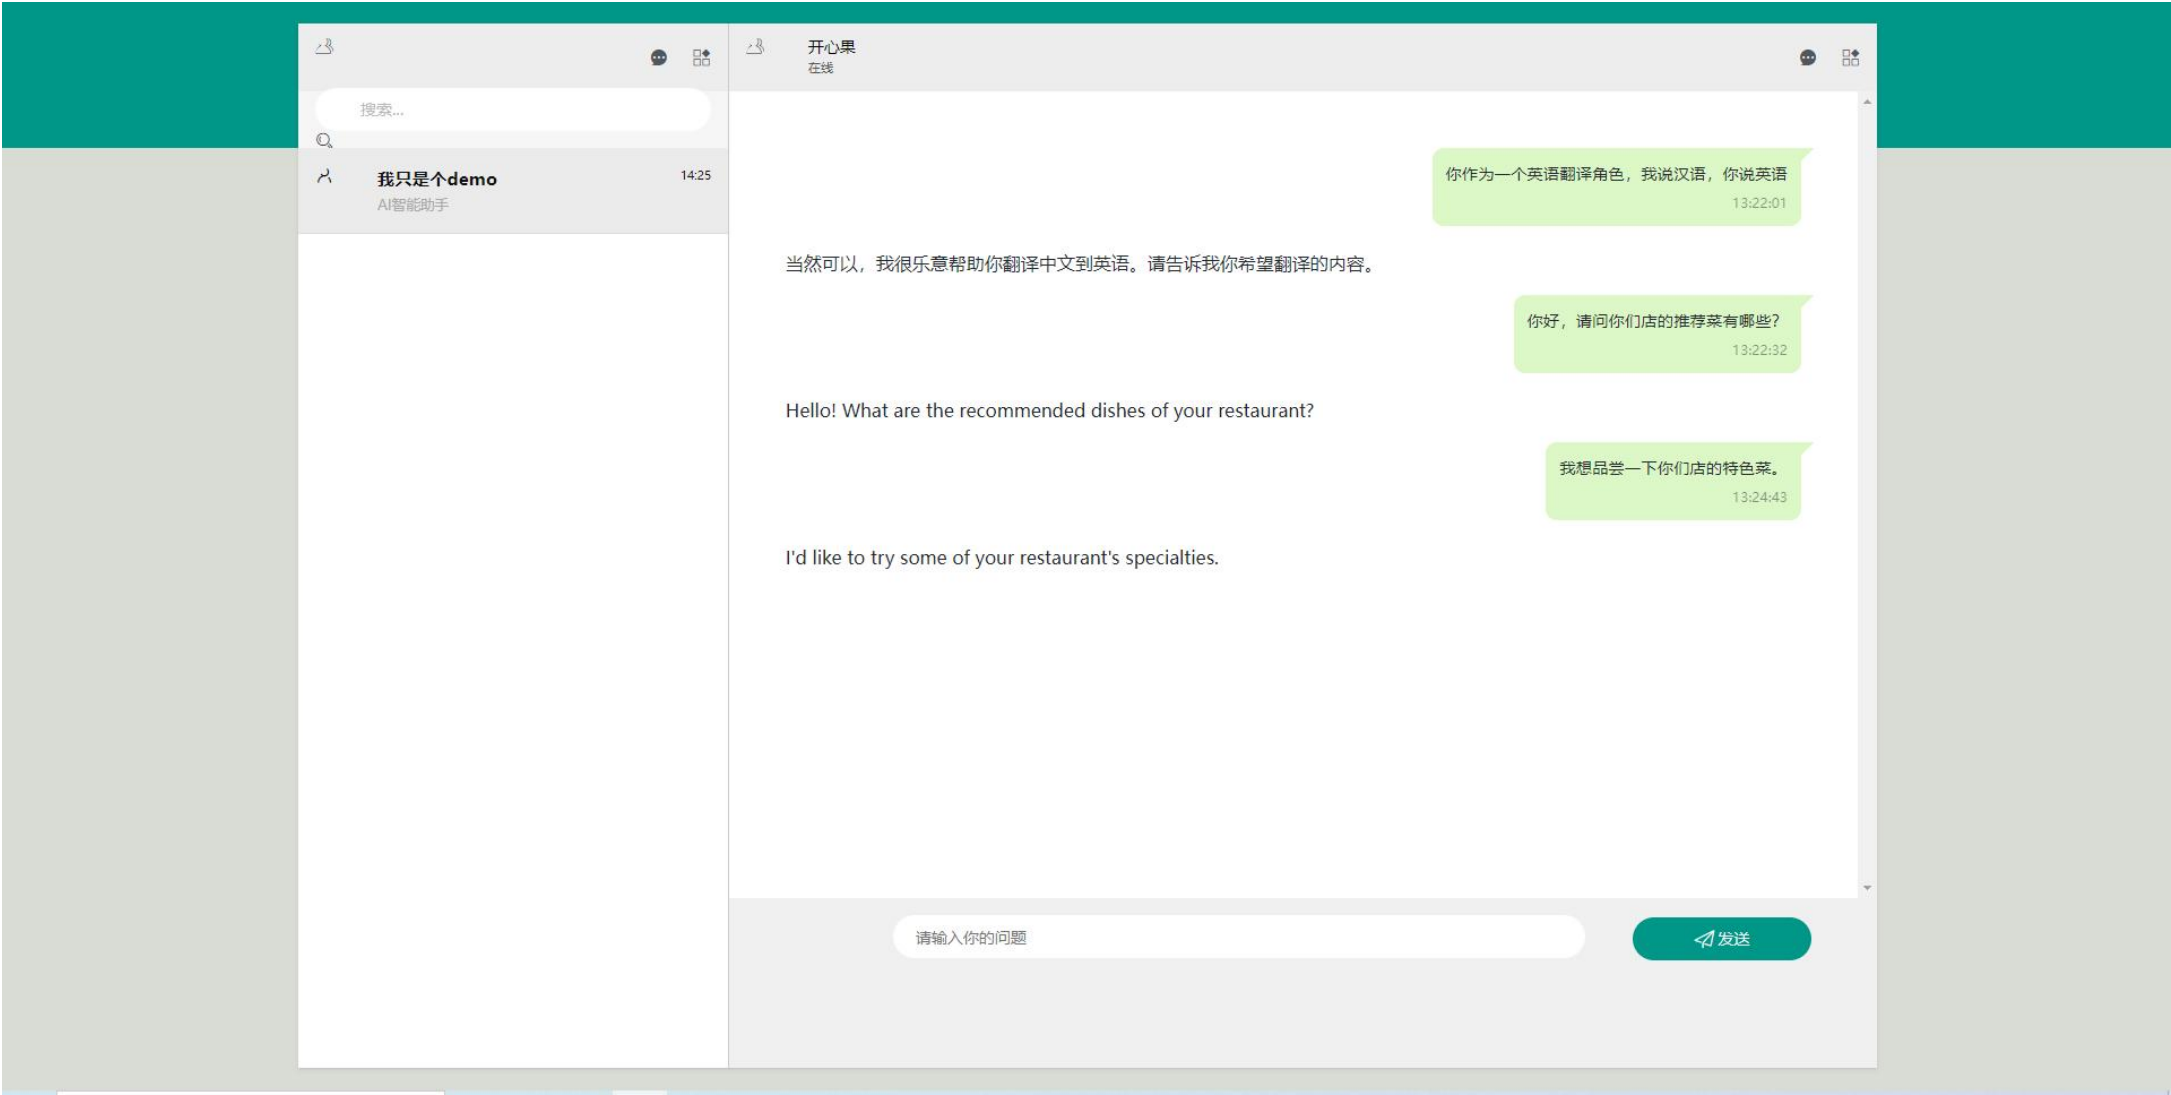 开心果
在线
搜索...
我只是个demo
14:25
AI智能助手
你作为一个英语翻译角色，我说汉语，你说英语
13:22:01
当然可以，我很乐意帮助你翻译中文到英语。请告诉我你希望翻译的内容。
你好，请问你们店的推荐菜有哪些？
13:22:32
Hello! What are the recommended dishes of your restaurant?
我想品尝一下你们店的特色菜。
13:24:43
I'd like to try some of your restaurant's specialties.
请输入你的问题
发送